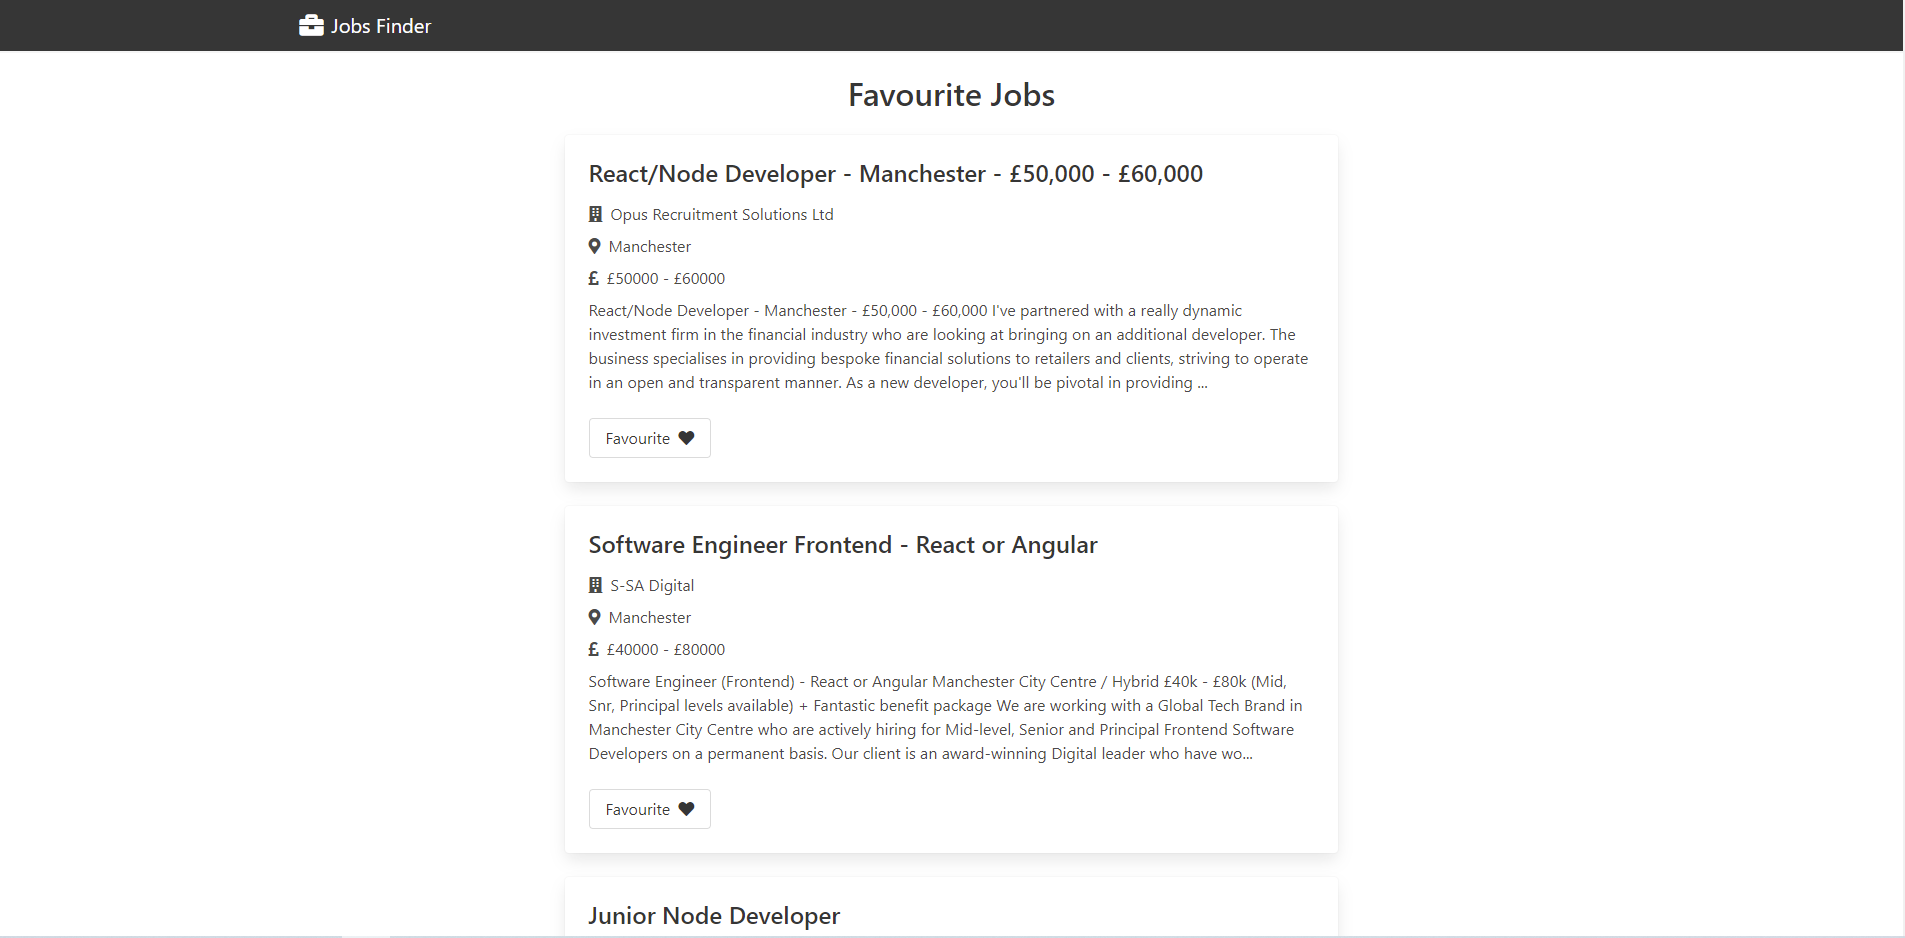 Jobs Finder
Favourite Jobs
React/Node Developer - Manchester - £50,000 - £60,000
Opus Recruitment Solutions Ltd
Manchester
£50000 - £60000
React/Node Developer - Manchester - £50,000 - £60,000 I've partnered with a really dynamic
investment firm in the financial industry who are looking at bringing on an additional developer. The
business specialises in providing bespoke financial solutions to retailers and clients, striving to operate
in an open and transparent manner. As a new developer, you'll be pivotal in providing ...
Favourite
Software Engineer Frontend - React or Angular
S-SA Digital
Manchester
£40000 - £80000
Software Engineer (Frontend) - React or Angular Manchester City Centre / Hybrid £40k - £80k (Mid,
Snr, Principal levels available) + Fantastic benefit package We are working with a Global Tech Brand in
Manchester City Centre who are actively hiring for Mid-level, Senior and Principal Frontend Software
Developers on a permanent basis. Our client is an award-winning Digital leader who have wo...
Favourite
Junior Node Developer